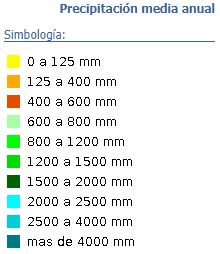 Precipitación media anual
Simbología:
0 a 125 mm
125 a 400 mm
400 a 600 mm
600 a 800 mm
800 a 1200 mm
1200 a 1500 mm
1500 a 2000 mm
2000 a 2500 mm
2500 a 4000 mm
mas de 4000 mm